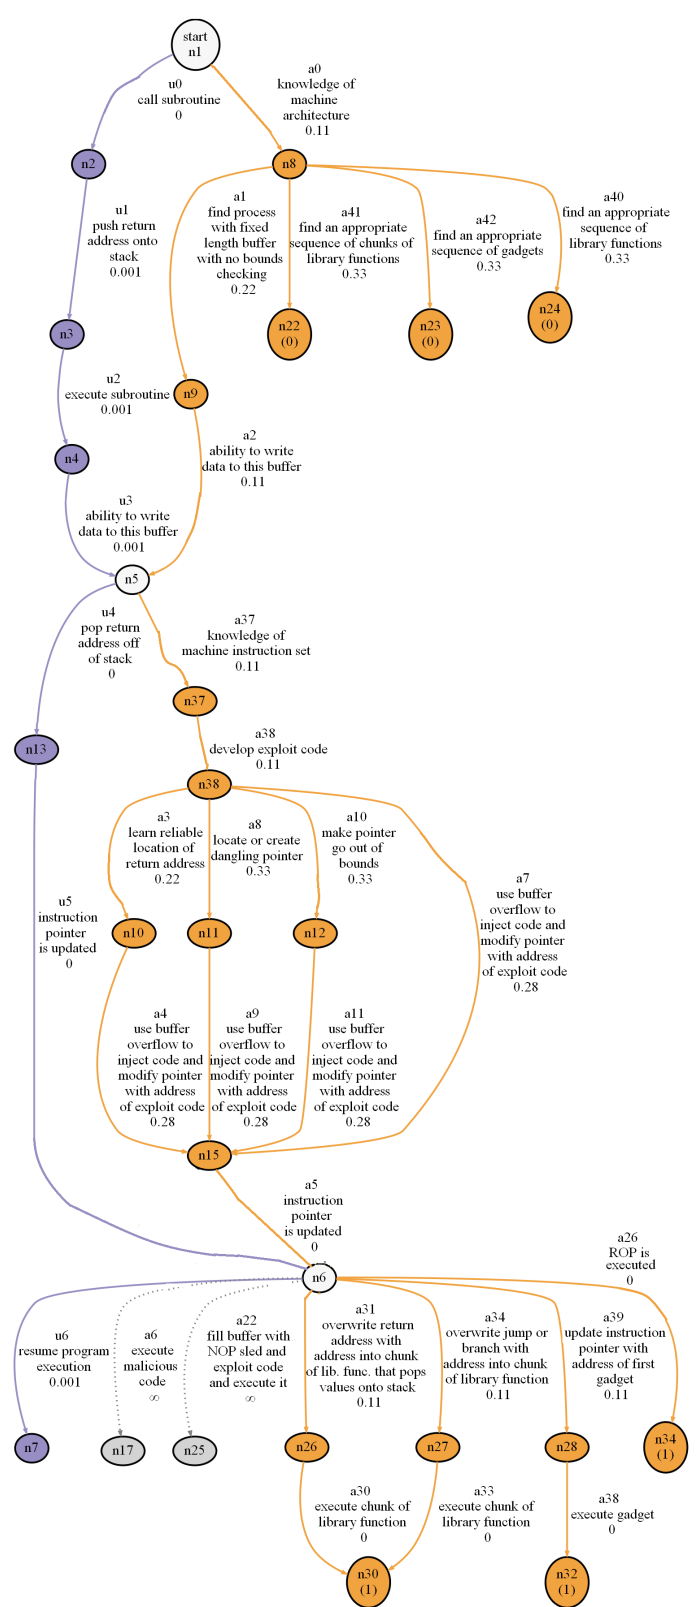 start
n1
u0
call subroutine
0
a0
knowledge of
machine
architecture
0.11
n2
n8
u1
push return
address onto
stack
0.001
a1
find process
with fixed
length buffer
with no bounds
checking
0.22
a41
find an appropriate
sequence of chunks of
library functions
0.33
a42
find an appropriate
sequence of gadgets
0.33
a40
find an appropriate
sequence of
library functions
0.33
n3
n22
(0)
n23
(0)
n24
(0)
u2
execute subroutine
0.001
n9
n4
a2
ability to write
data to this buffer
0.11
u3
ability to write
data to this buffer
0.001
n5
u4
pop return
address off
of stack
0
a37
knowledge of
machine instruction set
0.11
n37
n13
a38
develop exploit code
0.11
n38
a3
learn reliable
location of
return address
0.22
a8
locate or create
dangling pointer
0.33
a10
make pointer
go out of
bounds
0.33
a7
use buffer
overflow to
inject code and
modify pointer
with address
of exploit code
0.28
u5
instruction
pointer
is updated
0
n10
n11
n12
a4
use buffer
overflow to
inject code and
modify pointer
with address
of exploit code
0.28
a9
use buffer
overflow to
inject code and
modify pointer
with address
of exploit code
0.28
a11
use buffer
overflow to
inject code and
modify pointer
with address
of exploit code
0.28
n15
a5
instruction
pointer
is updated
0
a26
ROP is
executed
0
n6
u6
resume program
execution
0.001
a6
execute
malicious
code
∞
a22
fill buffer with
NOP sled and
exploit code
and execute it
∞
a31
overwrite return
address with
address into chunk
of lib. func. that pops
values onto stack
0.11
a34
overwrite jump or
branch with
address into chunk
of library function
0.11
a39
update instruction
pointer with
address of first
gadget
0.11
n7
n17
n25
n26
n27
n28
n34
(1)
a30
execute chunk of
library function
0
a33
execute chunk of
library function
0
a38
execute gadget
0
n30
(1)
n32
(1)